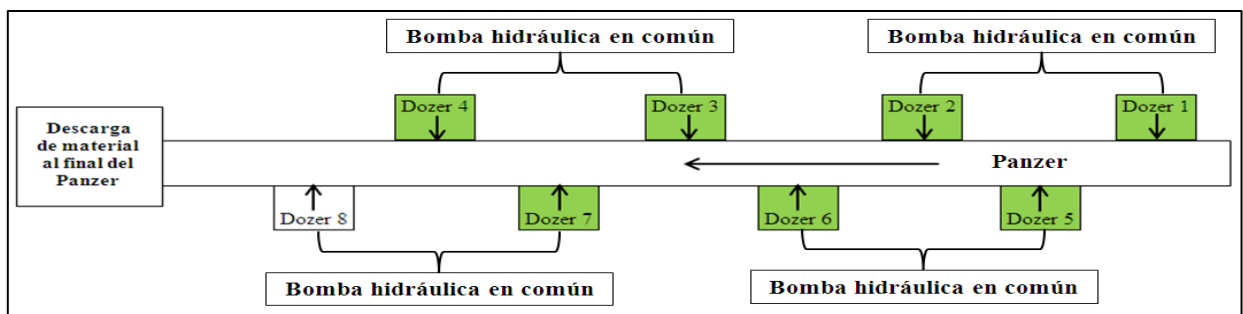 Bomba hidráulica en común
Bomba hidráulica en común
Dozer 4
Dozer 3
Dozer 2
Dozer 1
Descarga
de material
al final del
Panzer
Panzer
Dozer 8
Dozer 7
Dozer 6
Dozer 5
Bomba hidráulica en común
Bomba hidráulica en común